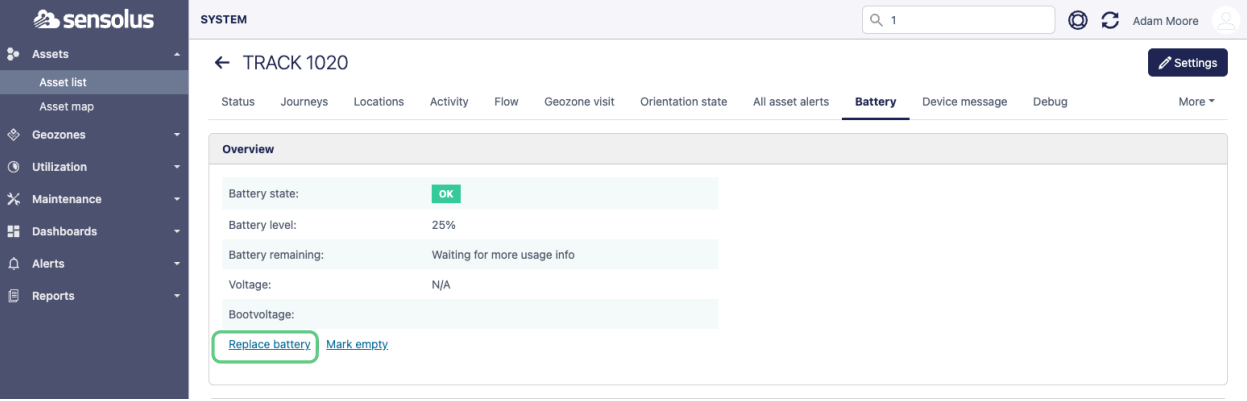 sensolus
SYSTEM
1
Adam Moore
Assets
Asset list
Asset map
Geozones
Utilization
Maintenance
Dashboards
Alerts
Reports
TRACK 1020
Settings
Status Journeys Locations Activity Flow Geozone visit Orientation state All asset alerts Battery Device message Debug More
Overview
Battery state: OK
Battery level: 25%
Battery remaining: Waiting for more usage info
Voltage: N/A
Bootvoltage:
Replace battery Mark empty